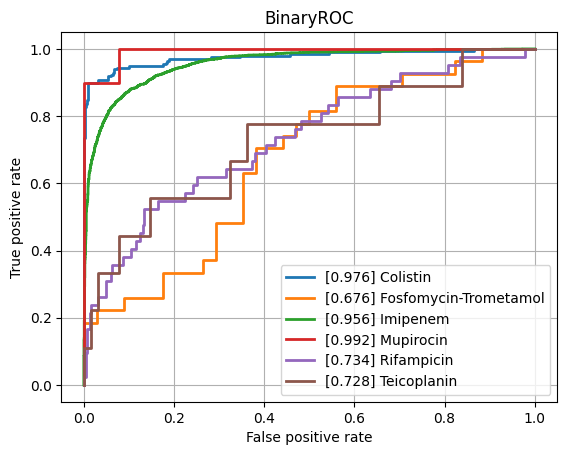 BinaryROC
True positive rate
1.0
0.8
0.6
0.4
0.2
0.0
[0.976] Colistin
[0.676] Fosfomycin-Trometamol
[0.956] Imipenem
[0.992] Mupirocin
[0.734] Rifampicin
[0.728] Teicoplanin
0.0 0.2 0.4 0.6 0.8 1.0
False positive rate